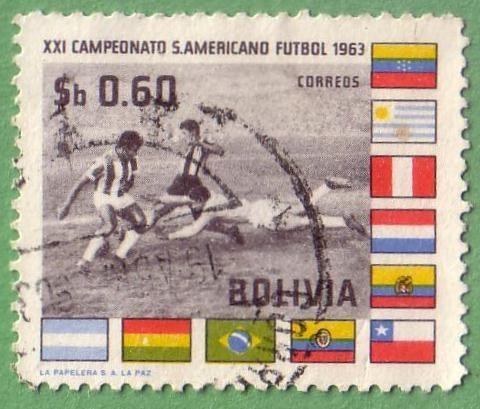 XXI CAMPEONATO S.AMERICANO FUTBOL 1963
$b 0.60
CORREOS
BOLIVIA
LA PAPELERA S. A. LA PAZ